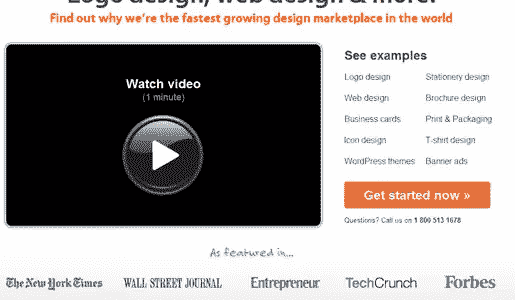 Logo design, web design & more.
Find out why we're the fastest growing design marketplace in the world
Watch video
(1 minute)
See examples
Logo design Stationery design
Web design Brochure design
Business cards Print & Packaging
Icon design T-shirt design
WordPress themes Banner ads
Get started now »
Questions? Call us on 1 800 513 1678
As featured in...
The New York Times WALL STREET JOURNAL Entrepreneur TechCrunch Forbes